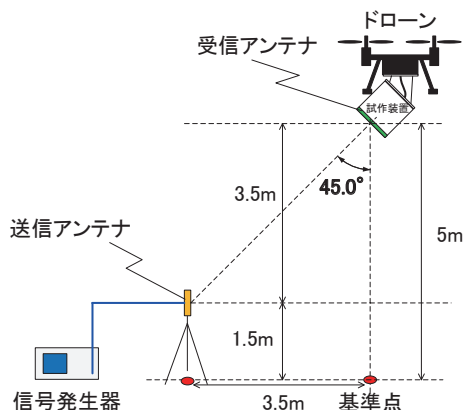 ドローン
受信アンテナ
試作装置
45.0°
3.5m
5m
送信アンテナ
1.5m
信号発生器
3.5m
基準点